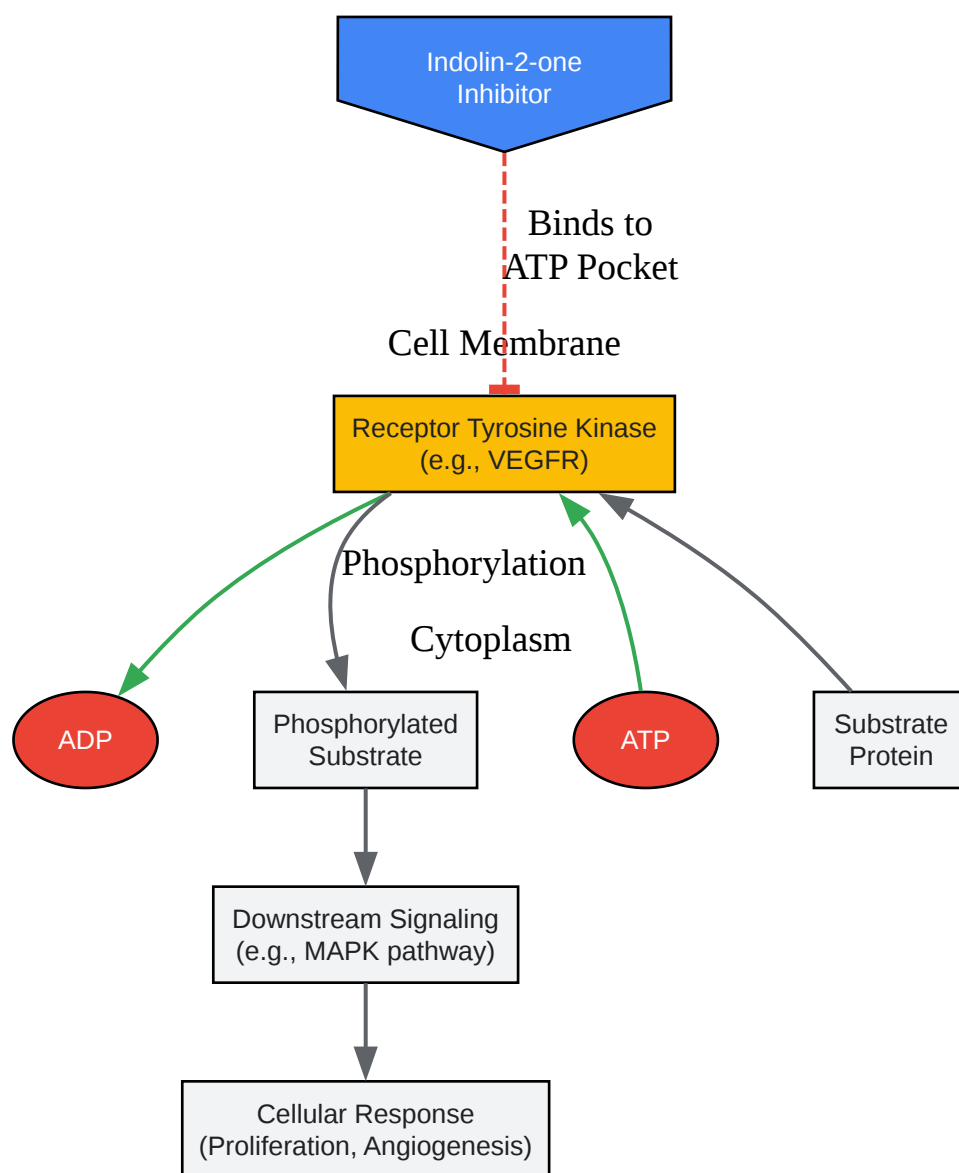 Indolin-2-one
Inhibitor
Binds to
ATP Pocket
Cell Membrane
Receptor Tyrosine Kinase
(e.g., VEGFR)
Phosphorylation
Cytoplasm
ADP
Phosphorylated
Substrate
ATP
Substrate
Protein
Downstream Signaling
(e.g., MAPK pathway)
Cellular Response
(Proliferation, Angiogenesis)